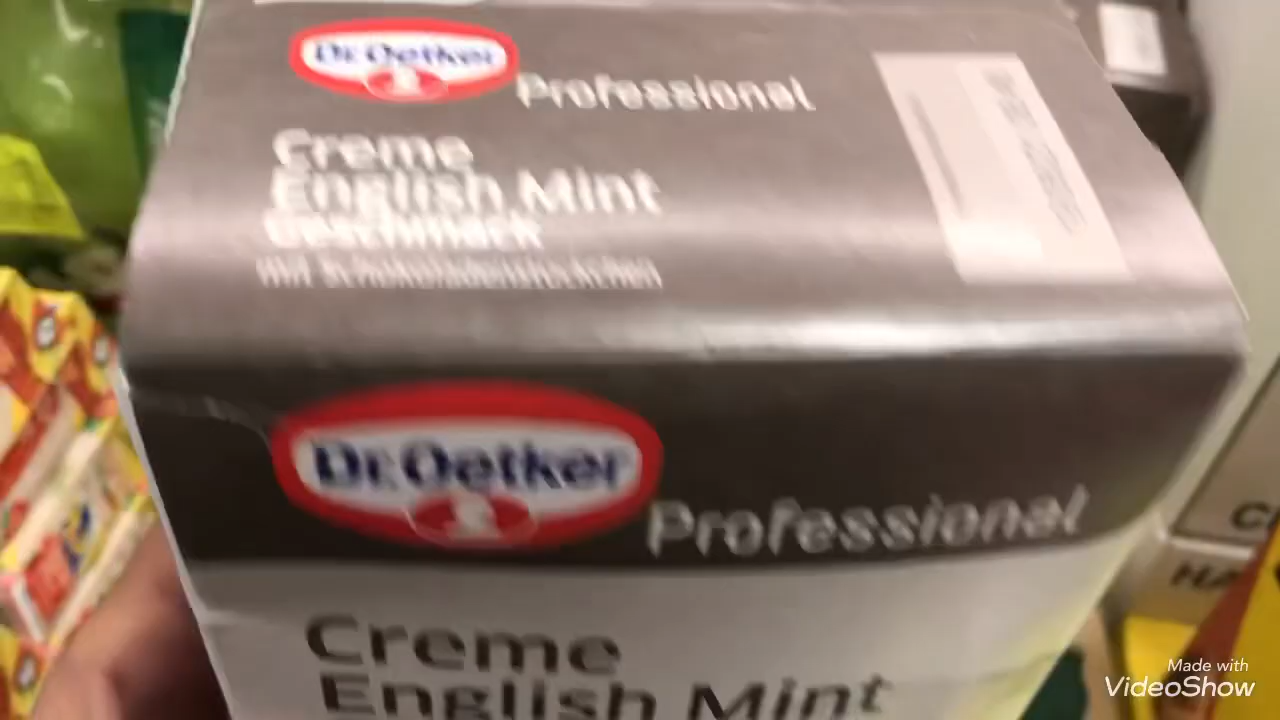 Dr. Oetker
Professional
Creme
English Mint
Geschmack
mit Schokoladenstückchen
Dr. Oetker
Professional
Creme
English Mint
Made with
VideoShow